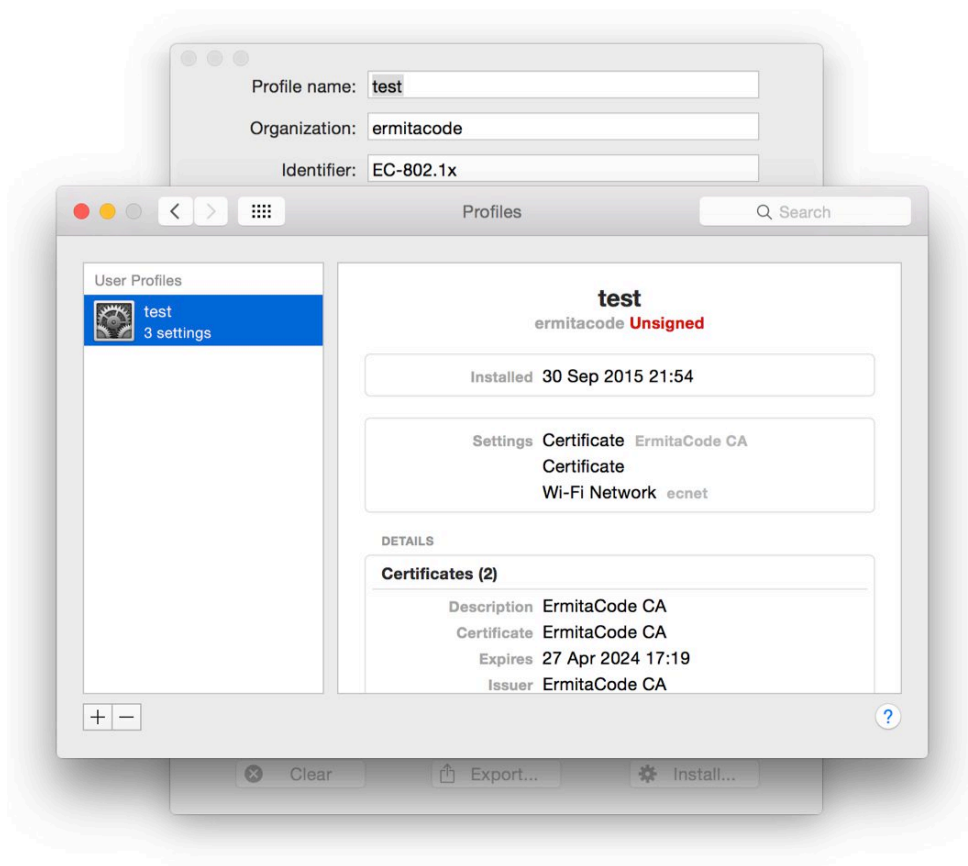 Profile name: test
Organization: ermitacode
Identifier: EC-802.1x
Profiles
Search
User Profiles
test
3 settings
test
ermitacode Unsigned
Installed 30 Sep 2015 21:54
Settings Certificate ErmitaCode CA
Certificate
Wi-Fi Network ecnet
DETAILS
Certificates (2)
Description ErmitaCode CA
Certificate ErmitaCode CA
Expires 27 Apr 2024 17:19
Issuer ErmitaCode CA
+ − ?
Clear Export... Install...